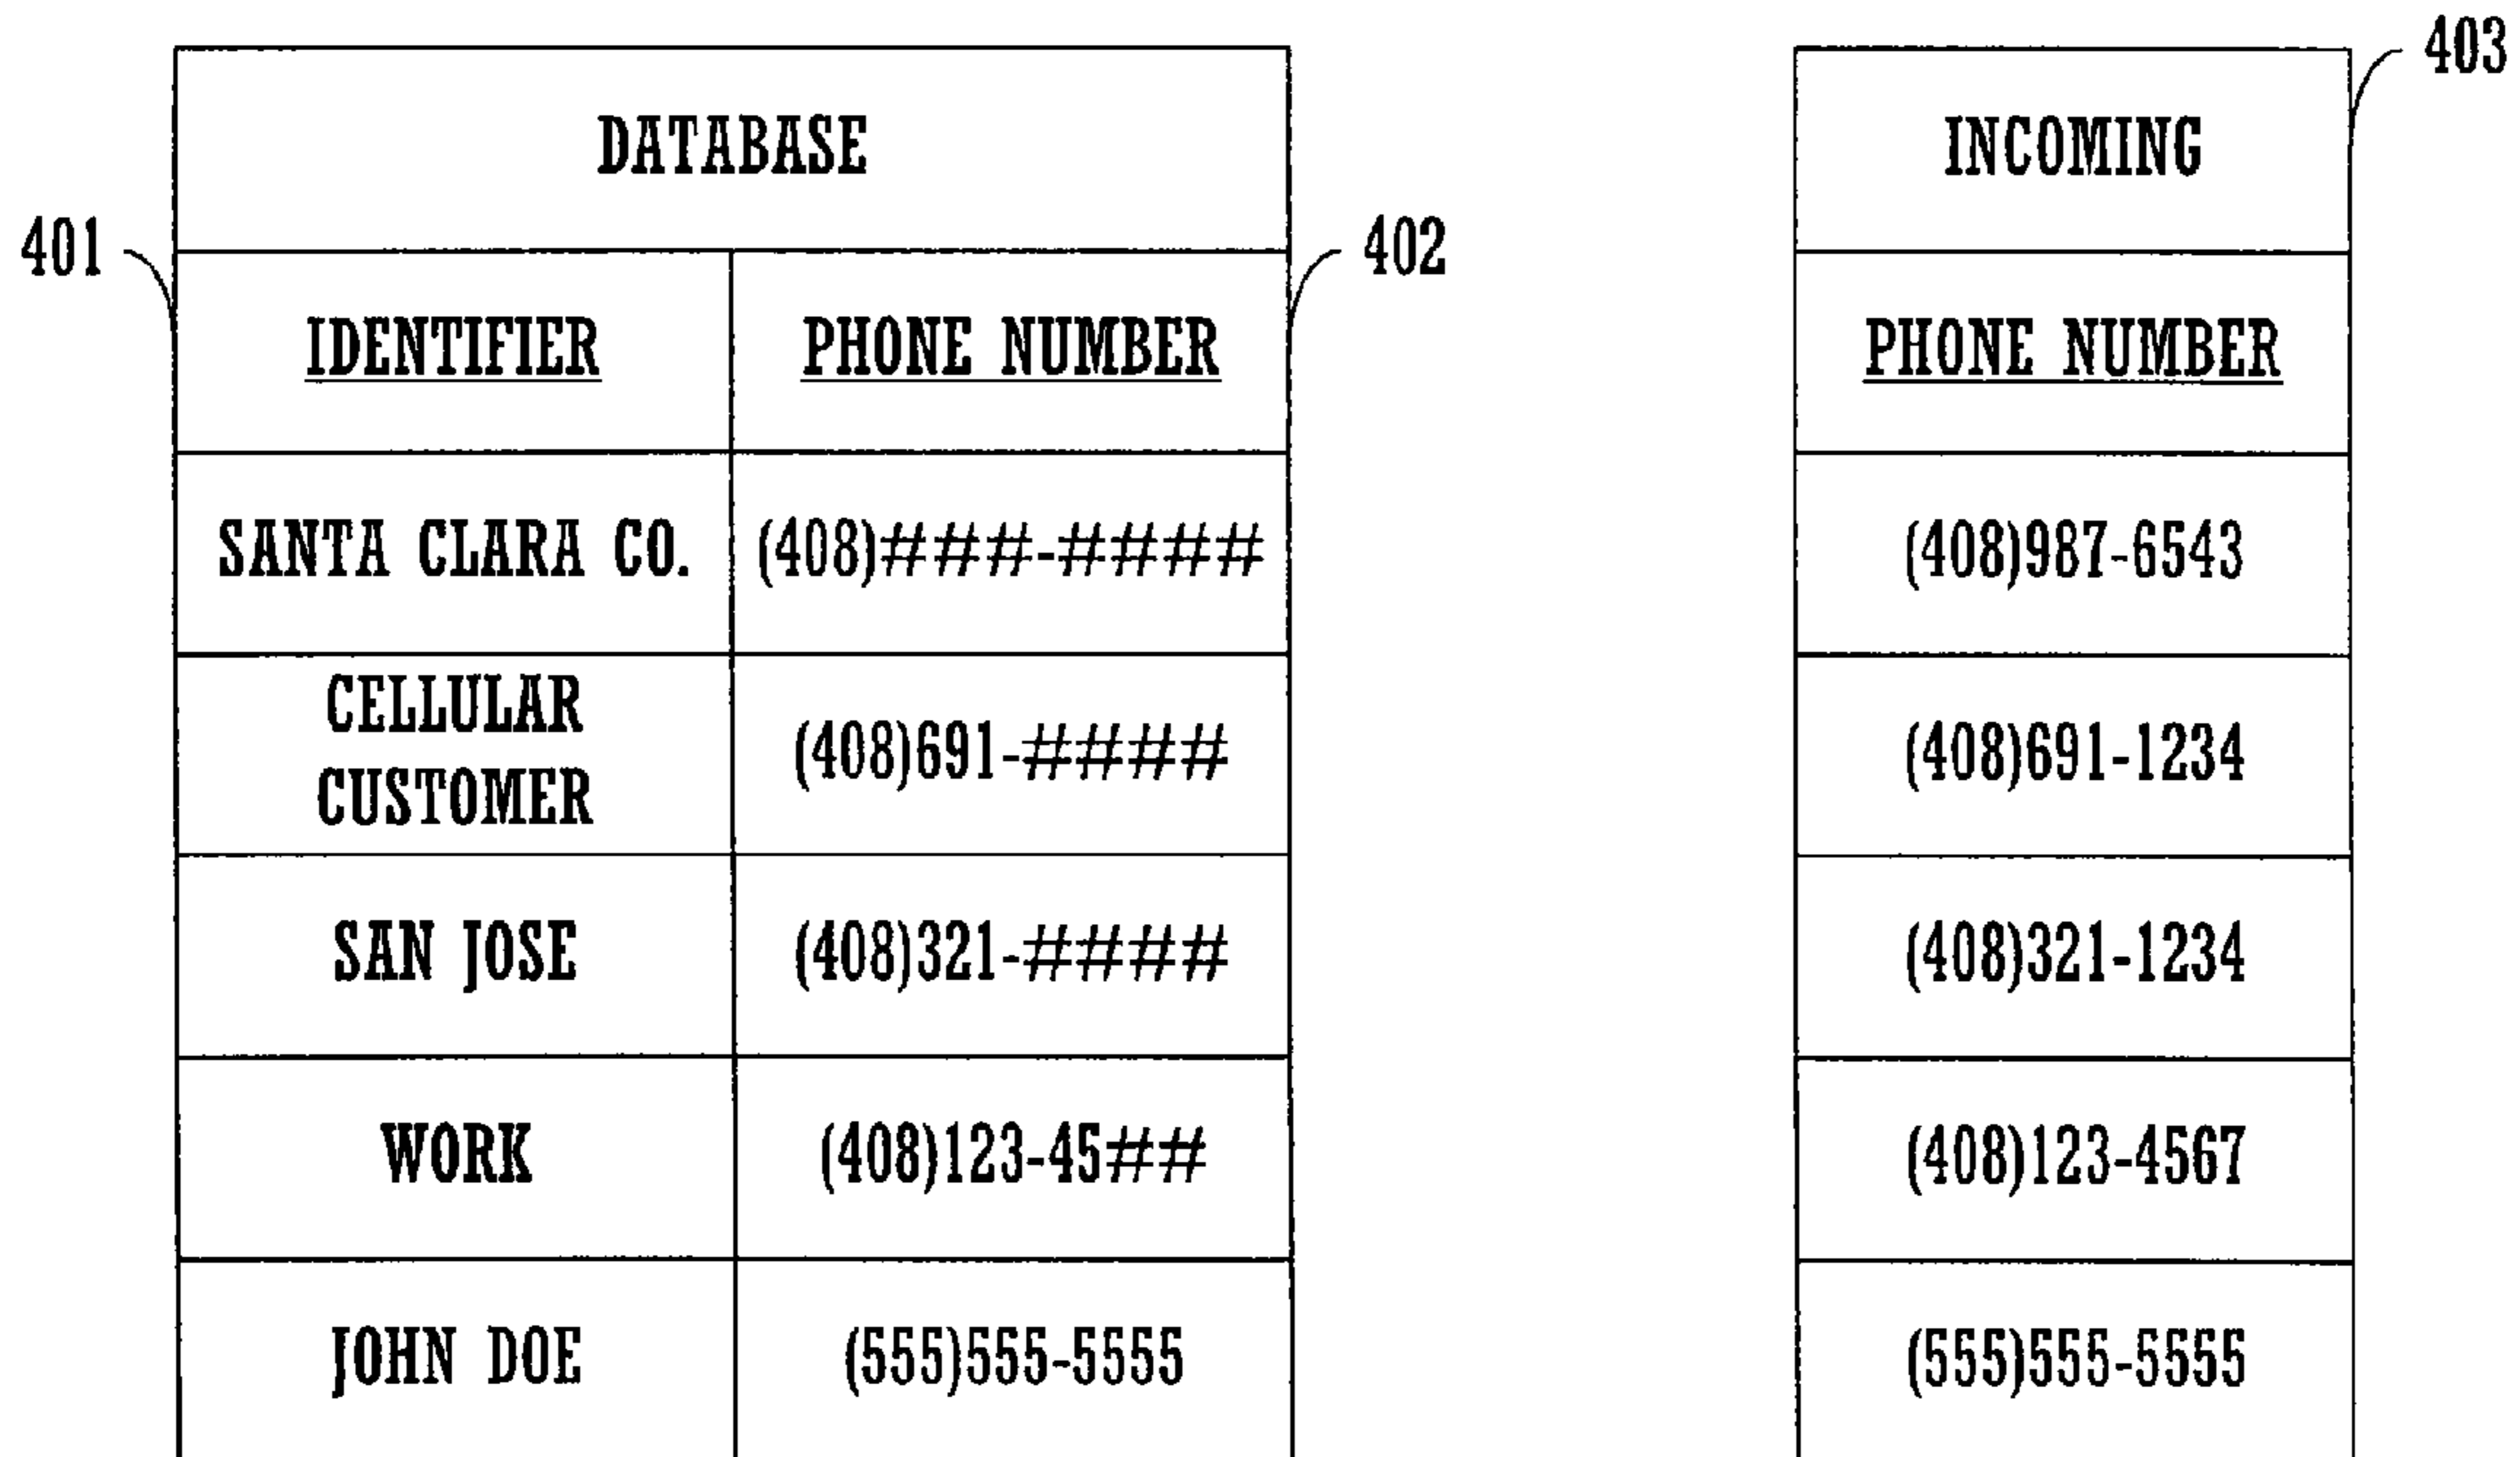 403
DATABASE
INCOMING
401
402
IDENTIFIER
PHONE NUMBER
PHONE NUMBER
SANTA CLARA CO.
(408)###-####
(408)987-6543
CELLULAR
CUSTOMER
(408)691-####
(408)691-1234
SAN JOSE
(408)321-####
(408)321-1234
WORK
(408)123-45##
(408)123-4567
JOHN DOE
(555)555-5555
(555)555-5555